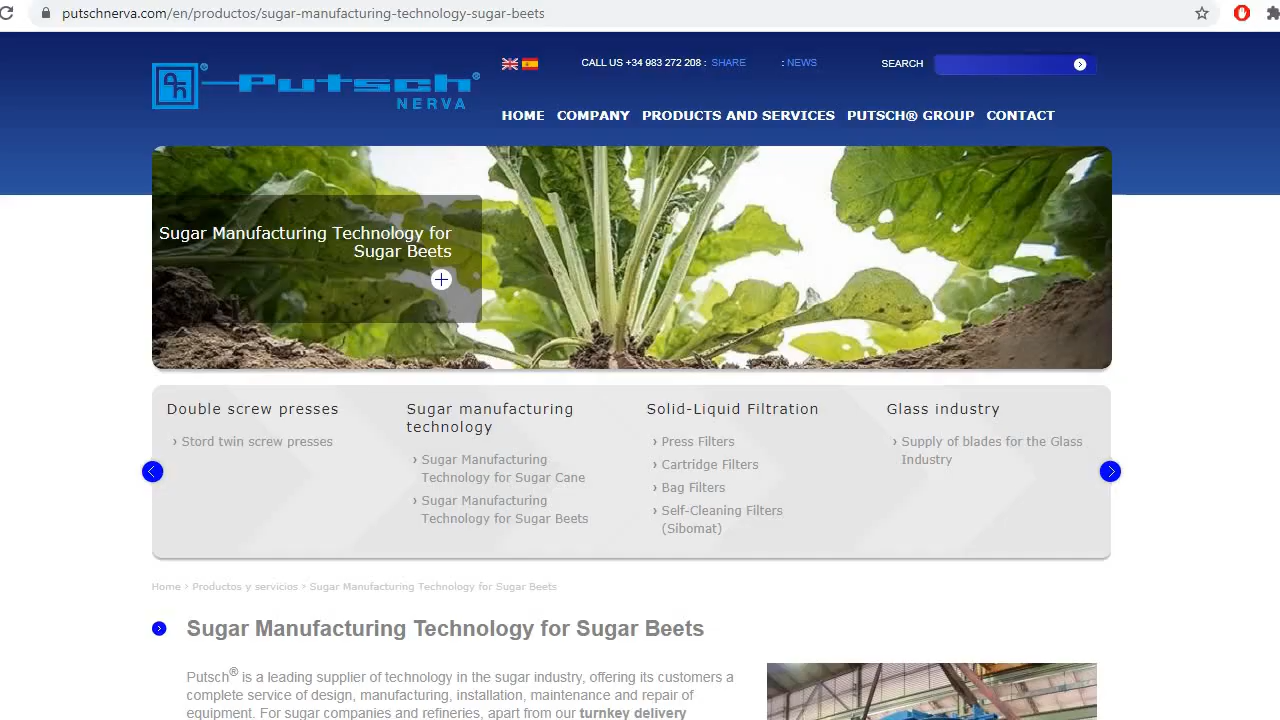 putschnerva.com/en/productos/sugar-manufacturing-technology-sugar-beets
Putsch®
NERVA
CALL US +34 983 272 208 : SHARE : NEWS
SEARCH
HOME COMPANY PRODUCTS AND SERVICES PUTSCH® GROUP CONTACT
Sugar Manufacturing Technology for
Sugar Beets
Double screw presses
› Stord twin screw presses
Sugar manufacturing
technology
› Sugar Manufacturing
Technology for Sugar Cane
› Sugar Manufacturing
Technology for Sugar Beets
Solid-Liquid Filtration
› Press Filters
› Cartridge Filters
› Bag Filters
› Self-Cleaning Filters
(Sibomat)
Glass industry
› Supply of blades for the Glass
Industry
Home › Productos y servicios › Sugar Manufacturing Technology for Sugar Beets
Sugar Manufacturing Technology for Sugar Beets
Putsch® is a leading supplier of technology in the sugar industry, offering its customers a
complete service of design, manufacturing, installation, maintenance and repair of
equipment. For sugar companies and refineries, apart from our turnkey delivery